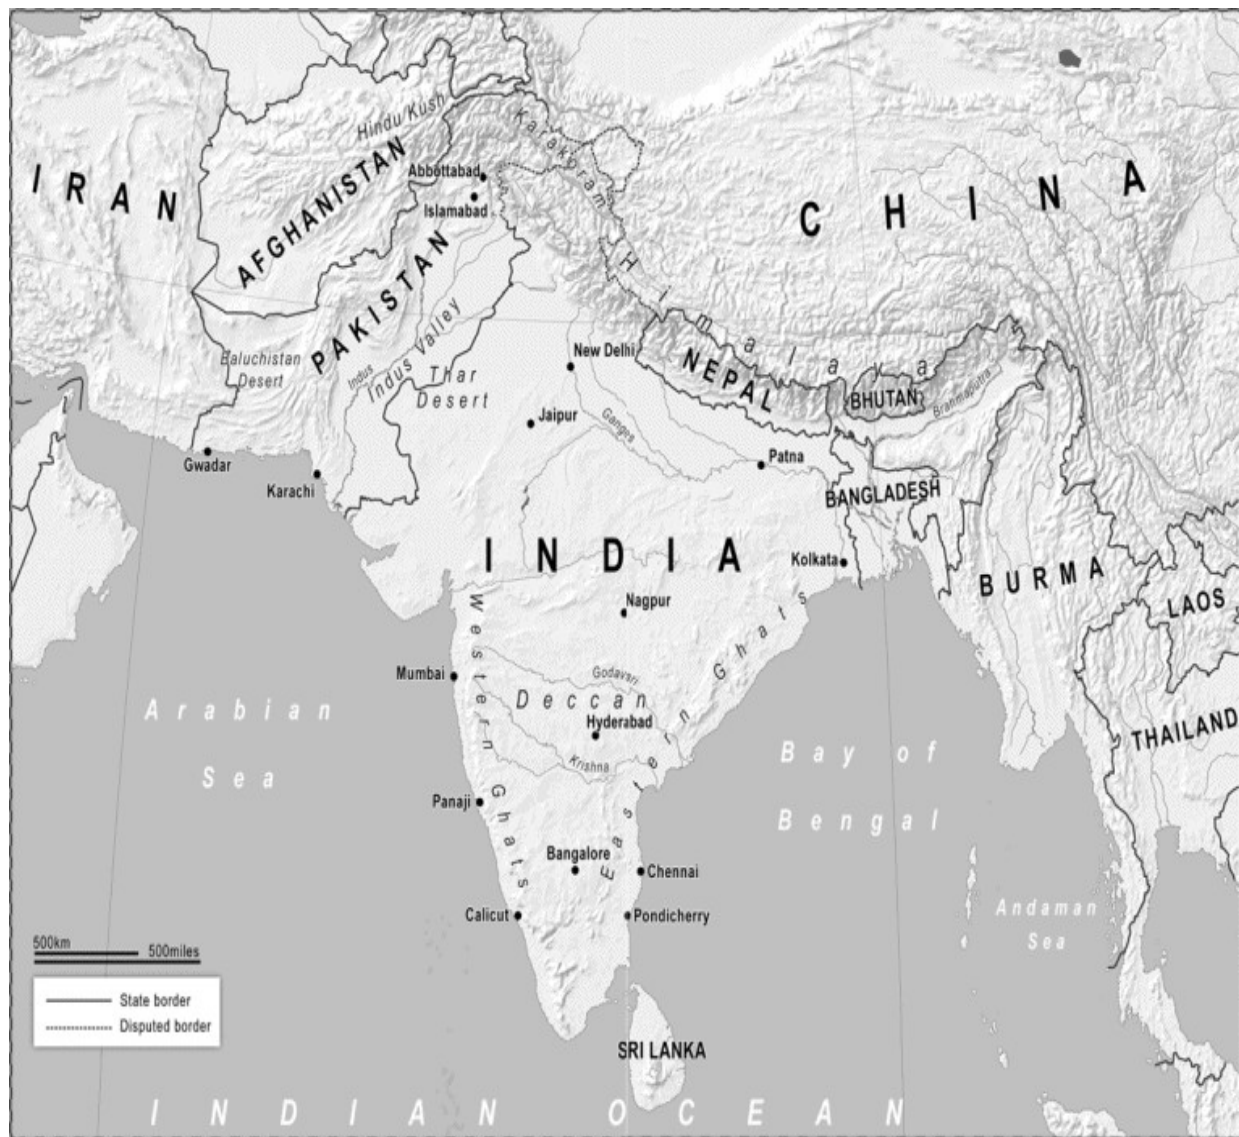 Hindu Kush
Karakoram
IRAN
AFGHANISTAN
Abbottabad
Islamabad
CHINA
PAKISTAN
Himalaya
Baluchistan
Desert
Indus
Indus Valley
Thar
Desert
New Delhi
NEPAL
BHUTAN
Brahmaputra
Jaipur
Ganges
Patna
Gwadar
Karachi
BANGLADESH
INDIA
Kolkata
BURMA
LAOS
Nagpur
Western Ghats
Eastern Ghats
Mumbai
Godavsri
Deccan
Hyderabad
Krishna
Arabian
Sea
Bay of
Bengal
THAILAND
Panaji
Bangalore
Chennai
Calicut
Pondicherry
Andaman
Sea
500km
500miles
State border
Disputed border
SRI LANKA
INDIAN OCEAN